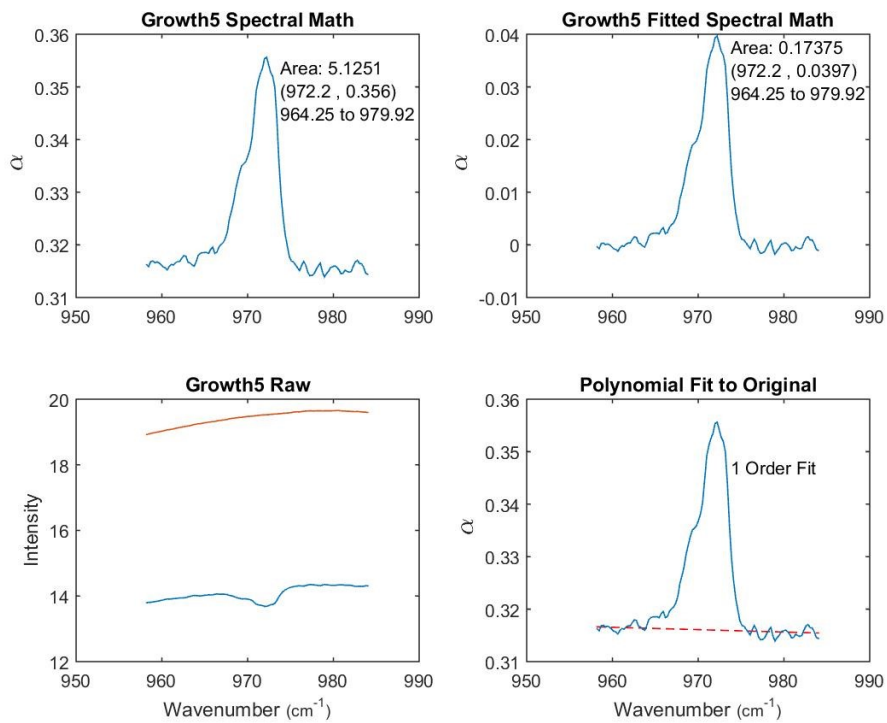 Growth5 Spectral Math
0.36
0.35
0.34
0.33
0.32
0.31
α
Area: 5.1251
(972.2 , 0.356)
964.25 to 979.92
950 960 970 980 990
Growth5 Fitted Spectral Math
0.04
0.03
0.02
0.01
0
-0.01
α
Area: 0.17375
(972.2 , 0.0397)
964.25 to 979.92
950 960 970 980 990
Growth5 Raw
20
18
16
14
12
Intensity
950 960 970 980 990
Wavenumber (cm⁻¹)
Polynomial Fit to Original
0.36
0.35
0.34
0.33
0.32
0.31
α
1 Order Fit
950 960 970 980 990
Wavenumber (cm⁻¹)